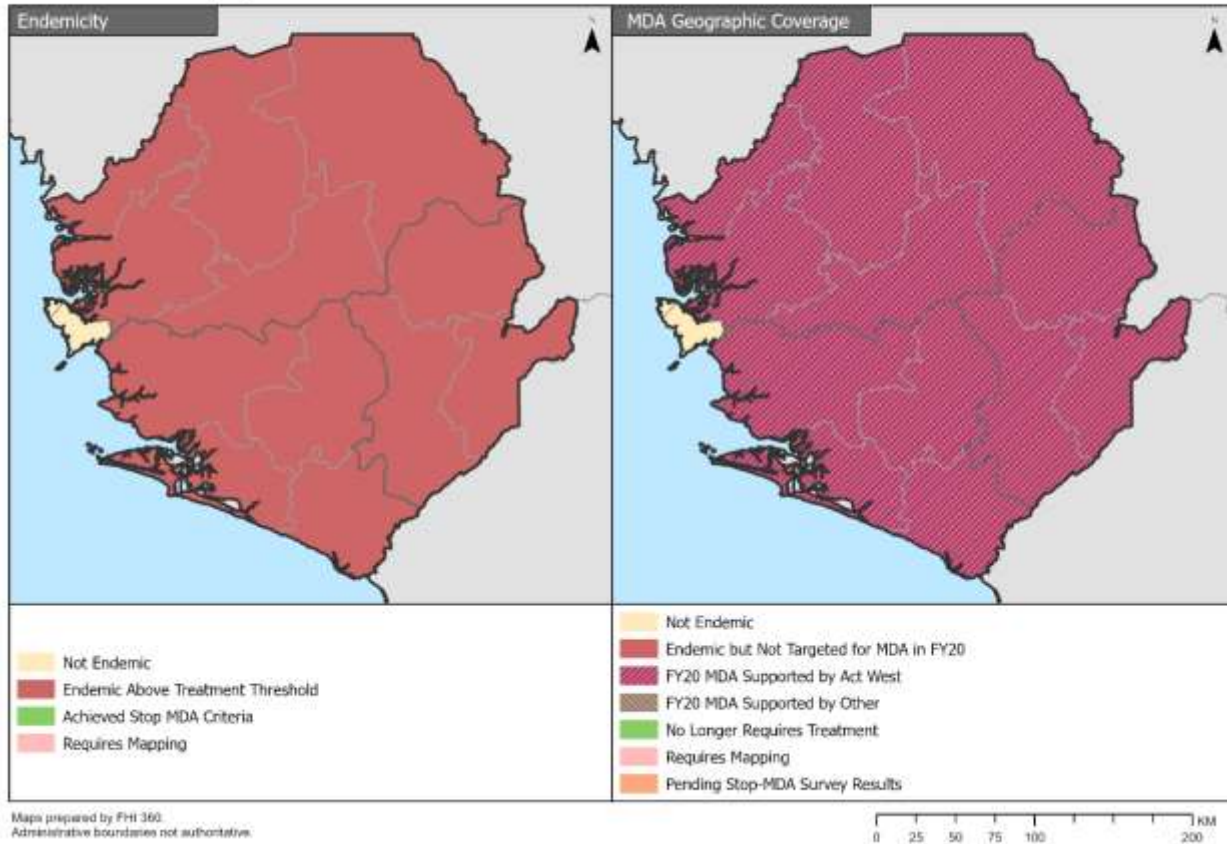 Endemicity
N
MDA Geographic Coverage
N
Not Endemic
Endemic Above Treatment Threshold
Achieved Stop MDA Criteria
Requires Mapping
Not Endemic
Endemic but Not Targeted for MDA in FY20
FY20 MDA Supported by Act West
FY20 MDA Supported by Other
No Longer Requires Treatment
Requires Mapping
Pending Stop-MDA Survey Results
Maps prepared by FHI 360.
Administrative boundaries not authoritative.
KM
0 25 50 75 100 200